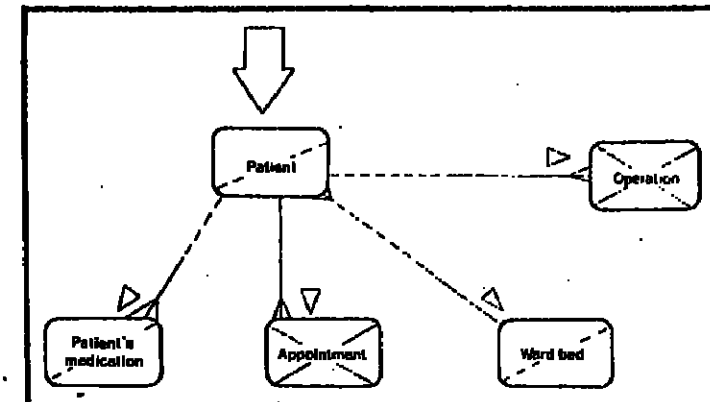 Patient
Operation
Patient's
medication
Appointment
Ward bed